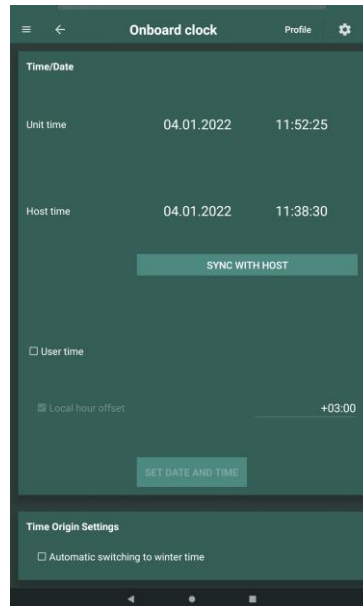 Onboard clock Profile
Time/Date
Unit time 04.01.2022 11:52:25
Host time 04.01.2022 11:38:30
SYNC WITH HOST
User time
Local hour offset +03:00
SET DATE AND TIME
Time Origin Settings
Automatic switching to winter time